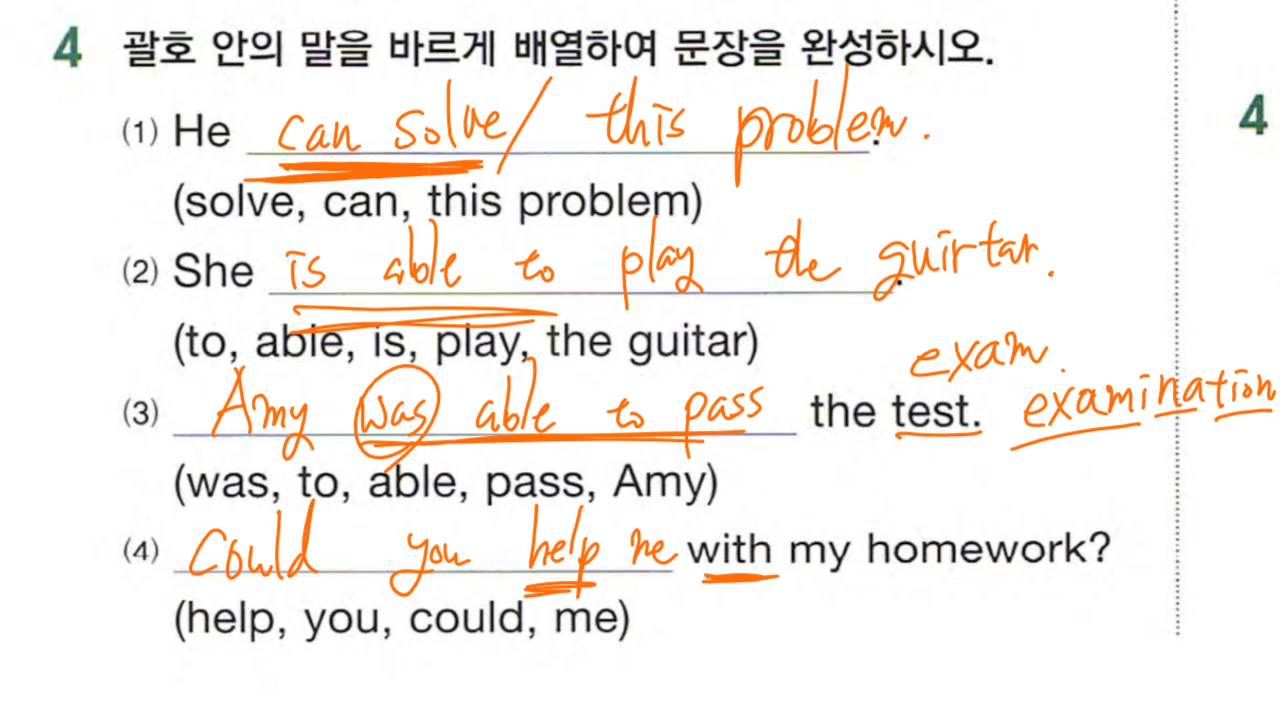 4 괄호 안의 말을 바르게 배열하여 문장을 완성하시오.
(1) He can solve / this problem.
(solve, can, this problem)
4
(2) She is able to play the guirtar.
(to, able, is, play, the guitar)
exam.
(3) Amy was able to pass the test. examination
(was, to, able, pass, Amy)
(4) Could you help me with my homework?
(help, you, could, me)